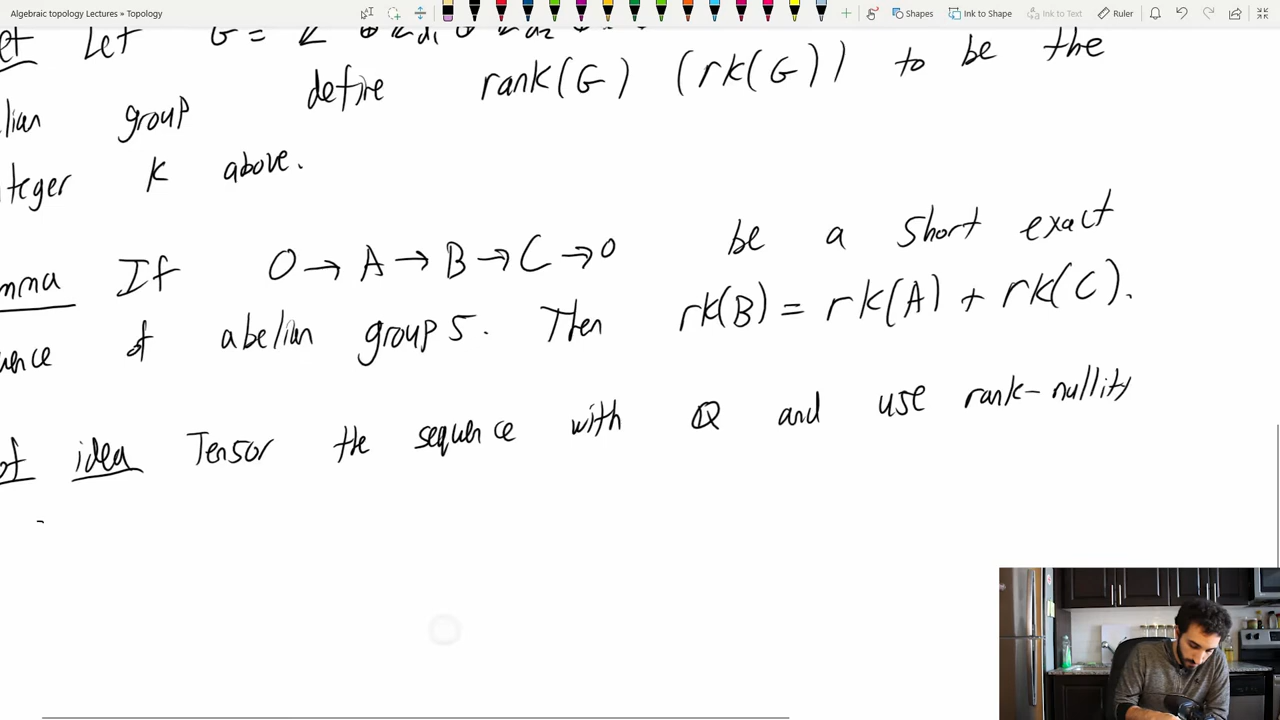 Algebraic topology Lectures » Topology
Shapes Ink to Shape Ink to Text Ruler
Let G =
define rank(G) (rk(G)) to be the
group
K above.
If 0 → A → B → C → 0 be a short exact
of abelian groups. Then rk(B) = rk(A) + rk(C).
idea Tensor the sequence with Q and use rank-nullity